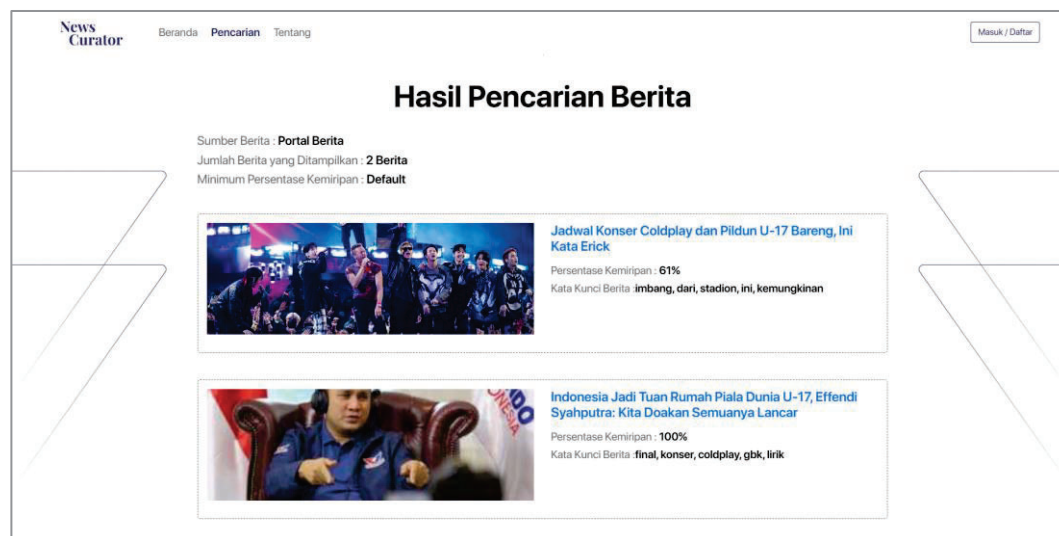 News
Curator
Beranda Pencarian Tentang
Masuk / Daftar
Hasil Pencarian Berita
Sumber Berita : Portal Berita
Jumlah Berita yang Ditampilkan : 2 Berita
Minimum Persentase Kemiripan : Default
Jadwal Konser Coldplay dan Pildun U-17 Bareng, Ini
Kata Erick
Persentase Kemiripan : 61%
Kata Kunci Berita :imbang, dari, stadion, ini, kemungkinan
Indonesia Jadi Tuan Rumah Piala Dunia U-17, Effendi
Syahputra: Kita Doakan Semuanya Lancar
Persentase Kemiripan : 100%
Kata Kunci Berita :final, konser, coldplay, gbk, lirik